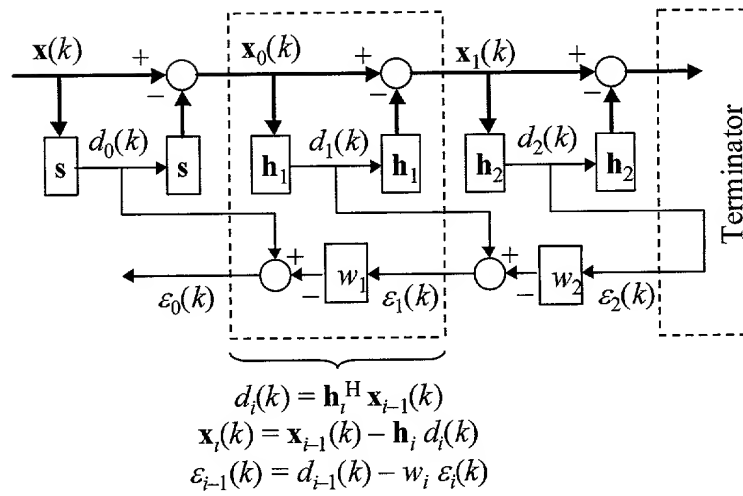 x(k) + − x₀(k) + − x₁(k) + −
d₀(k) d₁(k) d₂(k)
s s h₁ h₁ h₂ h₂
Terminator
+ − w₁ + − w₂
ε₀(k) ε₁(k) ε₂(k)
dᵢ(k) = hᵢᴴ xᵢ₋₁(k)
xᵢ(k) = xᵢ₋₁(k) − hᵢ dᵢ(k)
εᵢ₋₁(k) = dᵢ₋₁(k) − wᵢ εᵢ(k)